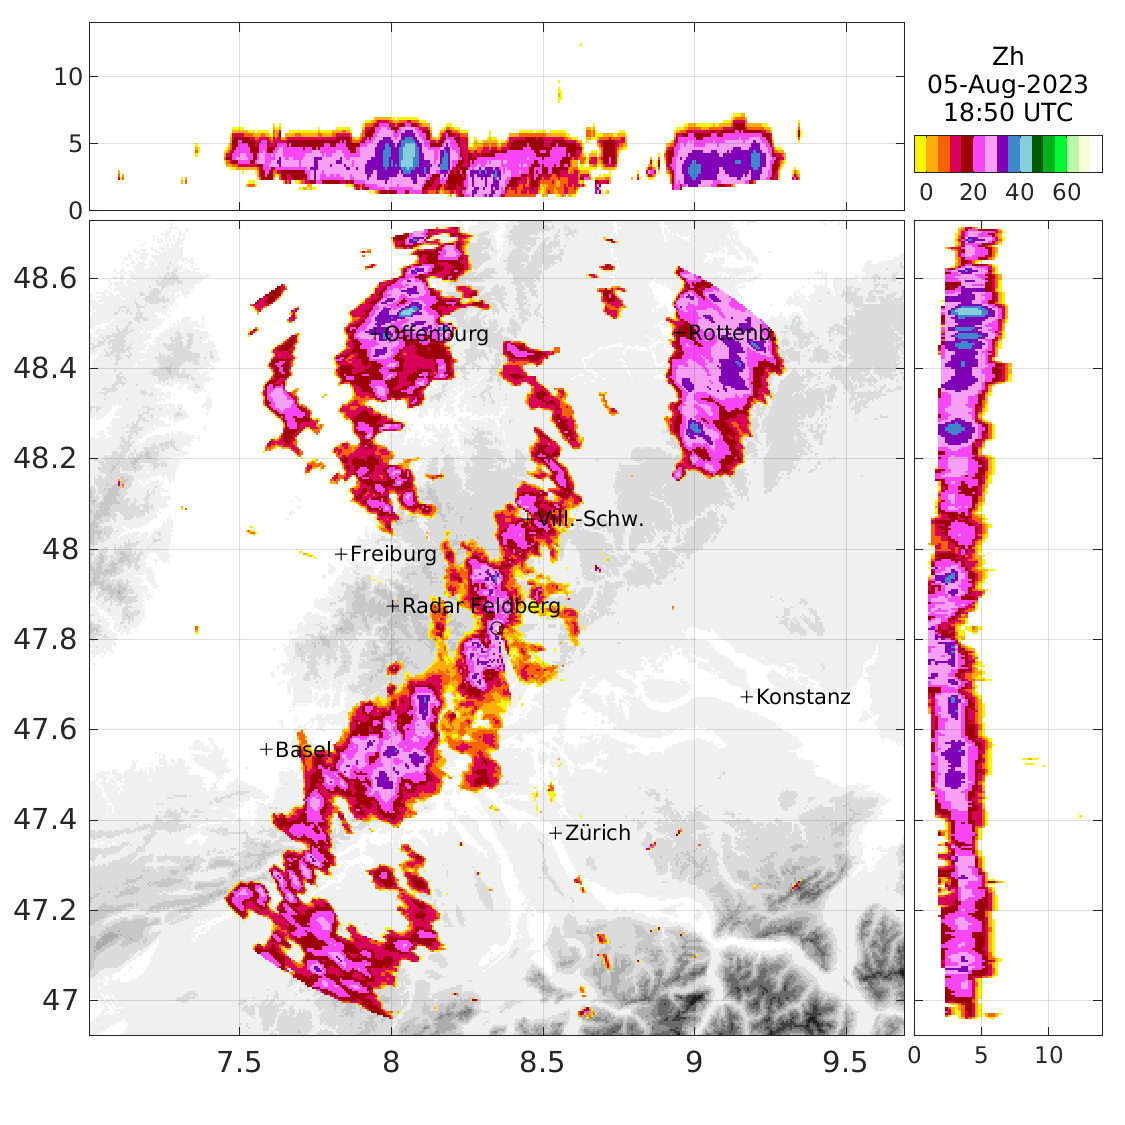 10
5
0
Zh
05-Aug-2023
18:50 UTC
0 20 40 60
48.6
48.4
48.2
48
47.8
47.6
47.4
47.2
47
+Offenburg
+Rottenb.
+Vill.-Schw.
+Freiburg
+Radar Feldberg
+Konstanz
+Basel
+Zürich
7.5 8 8.5 9 9.5
0 5 10